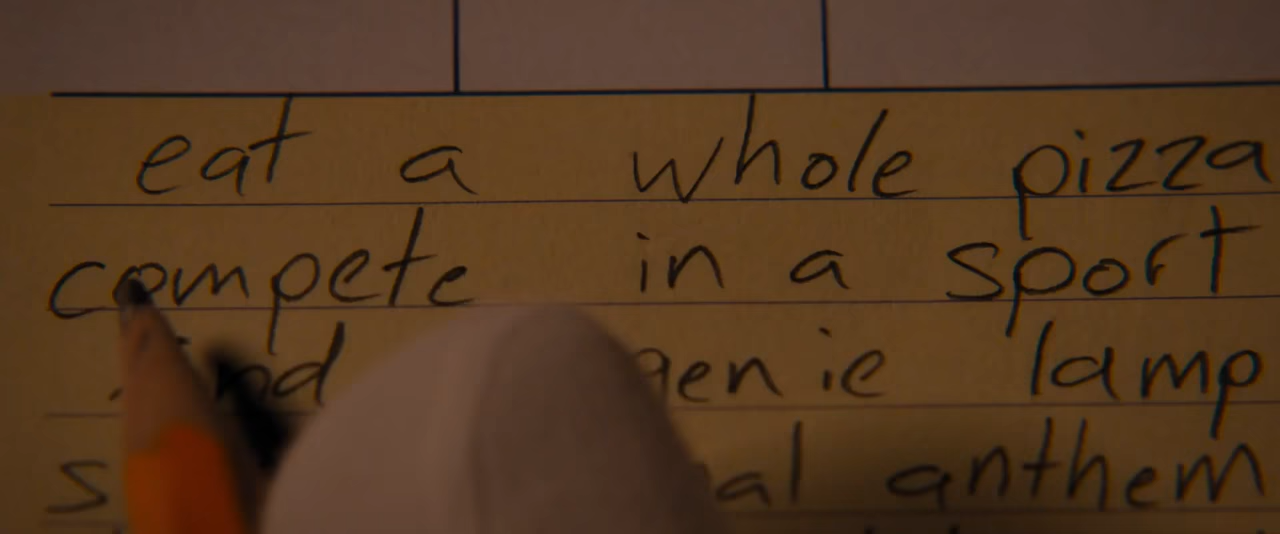 eat a whole pizza
compete in a sport
genie lamp
anthem